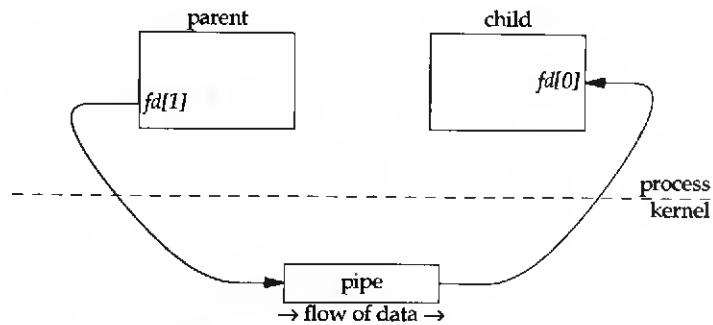 parent
child
fd[1]
fd[0]
process
kernel
pipe
→ flow of data →